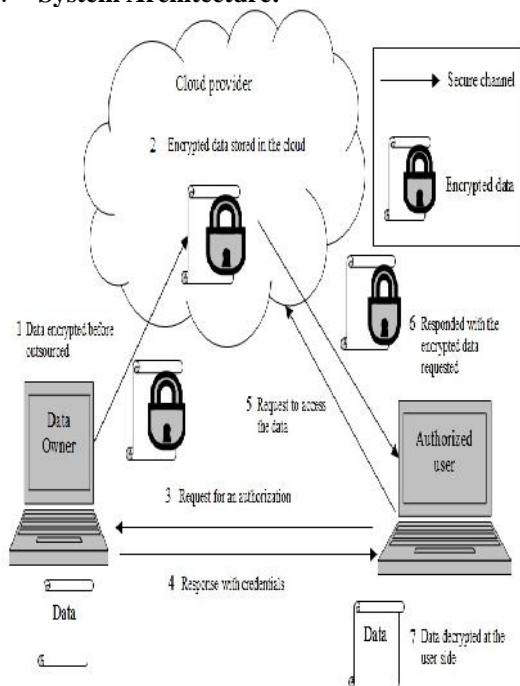 System Architecture:
Cloud provider
Secure channel
2 Encrypted data stored in the cloud
Encrypted data
1 Data encrypted before
outsourced
6 Responded with the
encrypted data
requested
5 Request to access
the data
Data
Owner
Authorized
user
3 Request for an authorization
4 Response with credentials
Data
Data
7 Data decrypted at the
user side